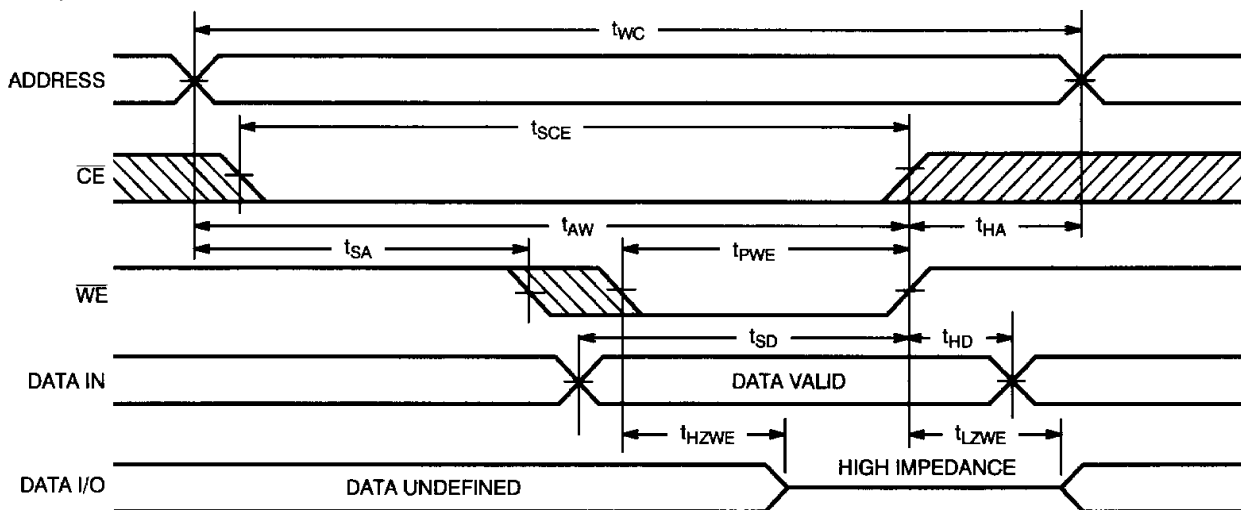 tWC
ADDRESS
tSCE
CE
tAW
tHA
tSA
tPWE
WE
tSD
tHD
DATA IN
DATA VALID
tHZWE
tLZWE
HIGH IMPEDANCE
DATA I/O
DATA UNDEFINED